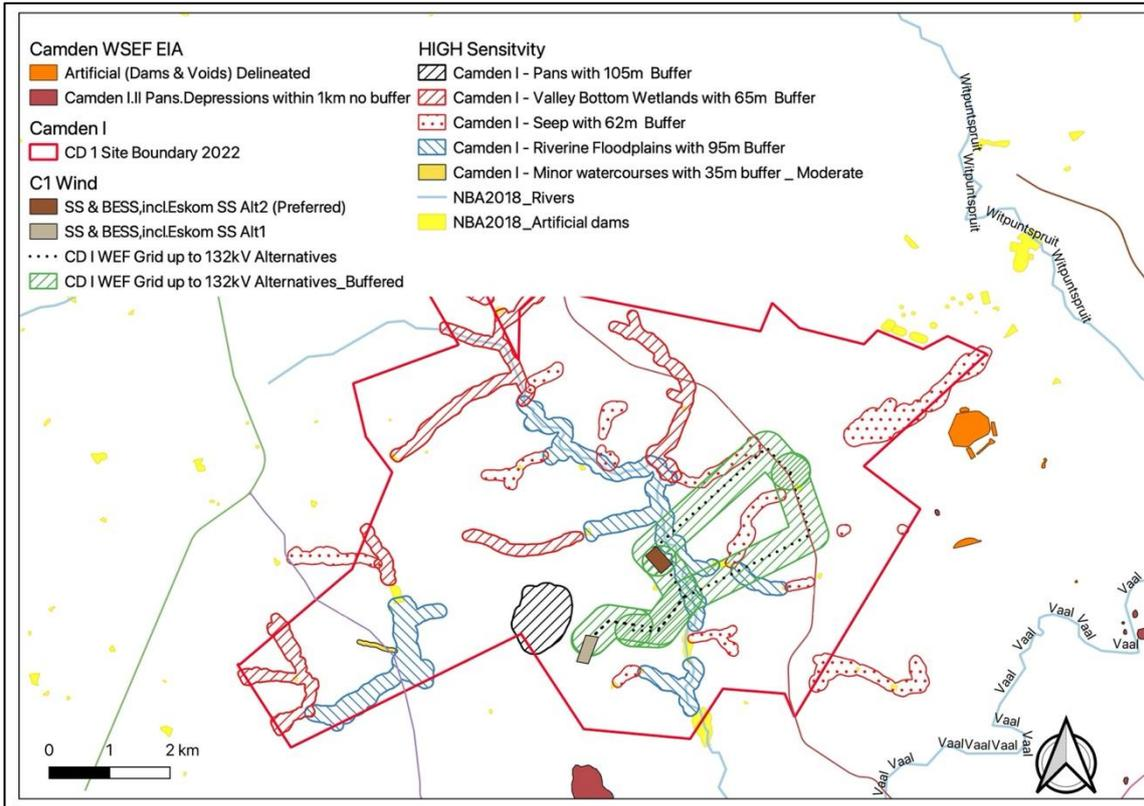 Camden WSEF EIA
Artificial (Dams & Voids) Delineated
Camden I.II Pans.Depressions within 1km no buffer
Camden I
CD 1 Site Boundary 2022
C1 Wind
SS & BESS,incl.Eskom SS Alt2 (Preferred)
SS & BESS,incl.Eskom SS Alt1
CD I WEF Grid up to 132kV Alternatives
CD I WEF Grid up to 132kV Alternatives_Buffered
HIGH Sensitvity
Camden I - Pans with 105m Buffer
Camden I - Valley Bottom Wetlands with 65m Buffer
Camden I - Seep with 62m Buffer
Camden I - Riverine Floodplains with 95m Buffer
Camden I - Minor watercourses with 35m buffer _ Moderate
NBA2018_Rivers
NBA2018_Artificial dams
Witpuntspruit
Witpuntspruit
Witpuntspruit
Witpuntspruit
Vaal
Vaal
Vaal
Vaal
Vaal
Vaal
Vaal
Vaal
VaalVaalVaal
Vaal
Vaal
0 1 2 km